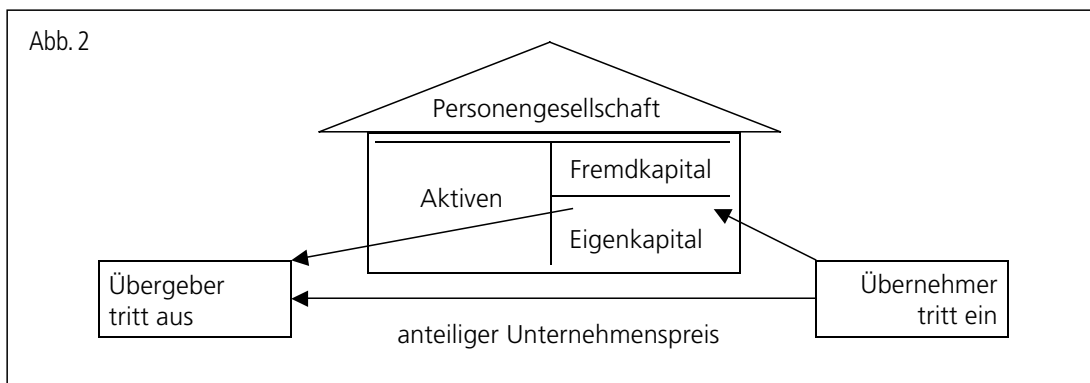 Abb. 2
Personengesellschaft
Aktiven
Fremdkapital
Eigenkapital
Übergeber
tritt aus
Übernehmer
tritt ein
anteiliger Unternehmenspreis